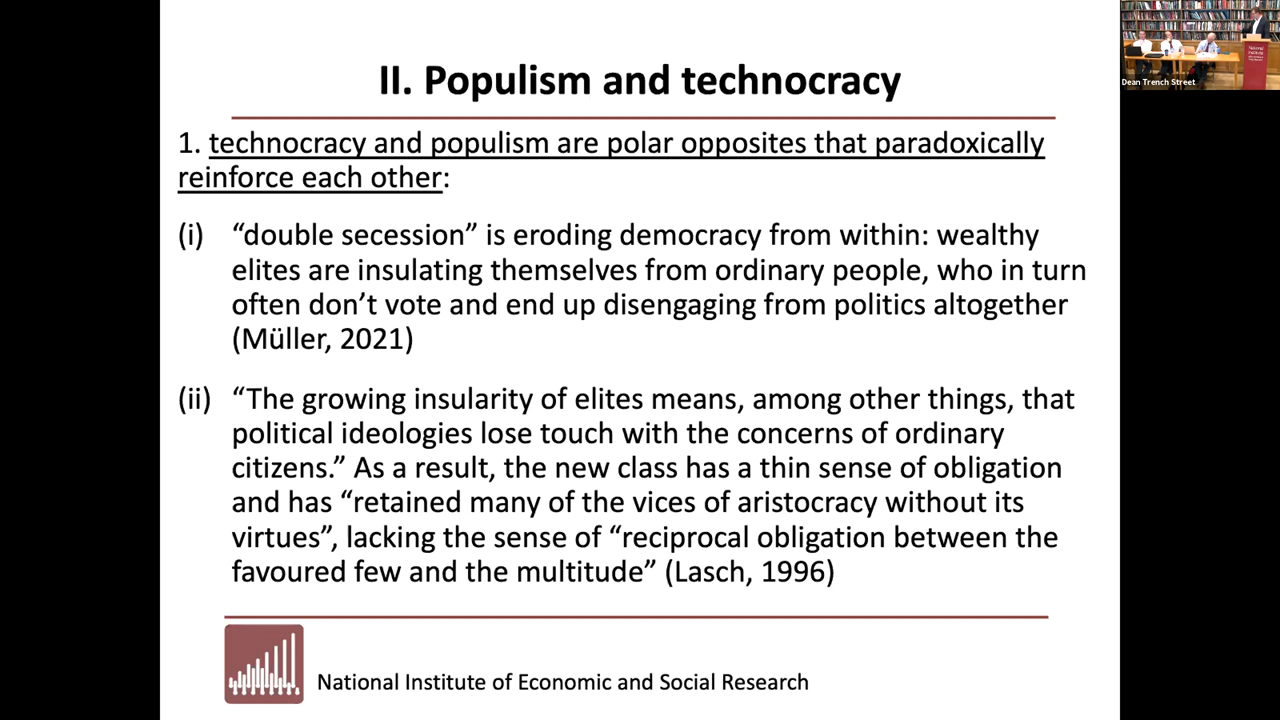 II. Populism and technocracy
1. technocracy and populism are polar opposites that paradoxically
reinforce each other:
(i) “double secession” is eroding democracy from within: wealthy
elites are insulating themselves from ordinary people, who in turn
often don’t vote and end up disengaging from politics altogether
(Müller, 2021)
(ii) “The growing insularity of elites means, among other things, that
political ideologies lose touch with the concerns of ordinary
citizens.” As a result, the new class has a thin sense of obligation
and has “retained many of the vices of aristocracy without its
virtues”, lacking the sense of “reciprocal obligation between the
favoured few and the multitude” (Lasch, 1996)
National Institute of Economic and Social Research
Dean Trench Street
National
Institute